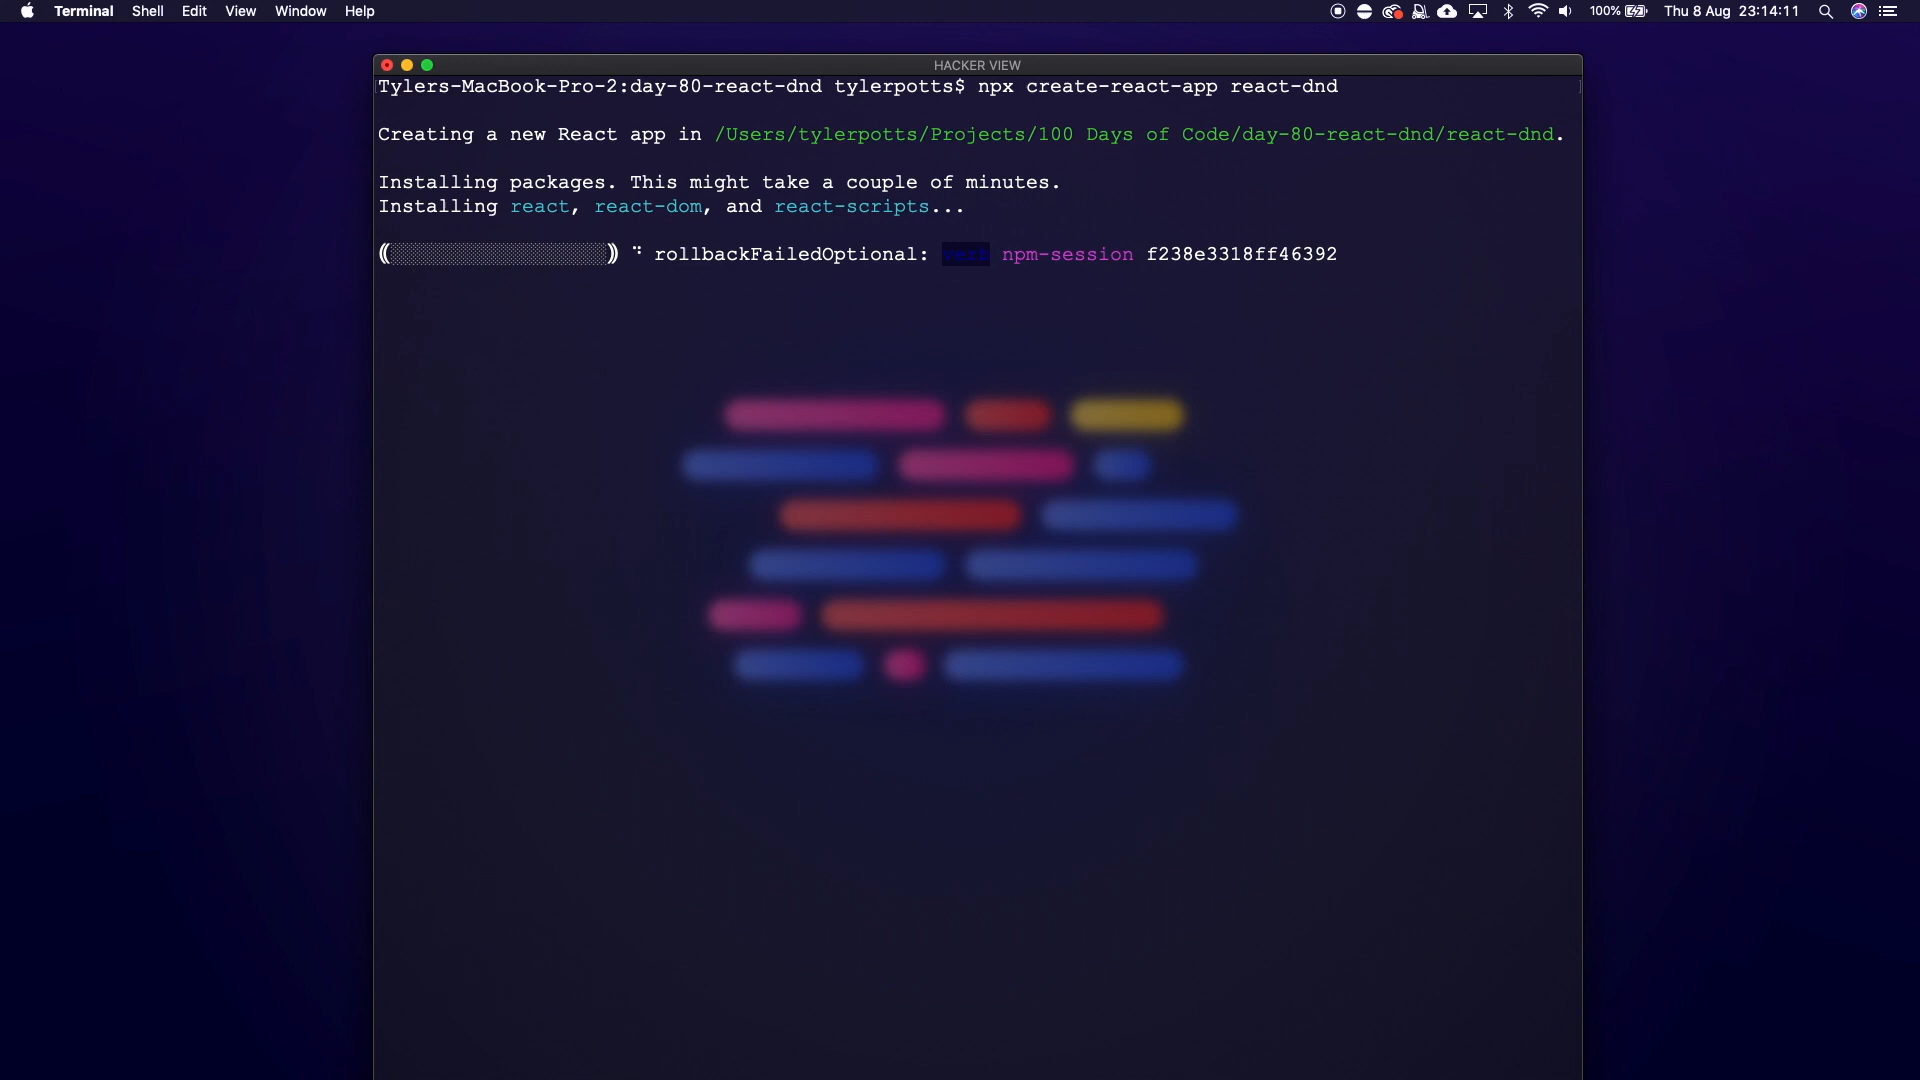 Terminal Shell Edit View Window Help 100% Thu 8 Aug 23:14:11
HACKER VIEW
Tylers-MacBook-Pro-2:day-80-react-dnd tylerpotts$ npx create-react-app react-dnd
Creating a new React app in /Users/tylerpotts/Projects/100 Days of Code/day-80-react-dnd/react-dnd.
Installing packages. This might take a couple of minutes.
Installing react, react-dom, and react-scripts...
rollbackFailedOptional: verb npm-session f238e3318ff46392